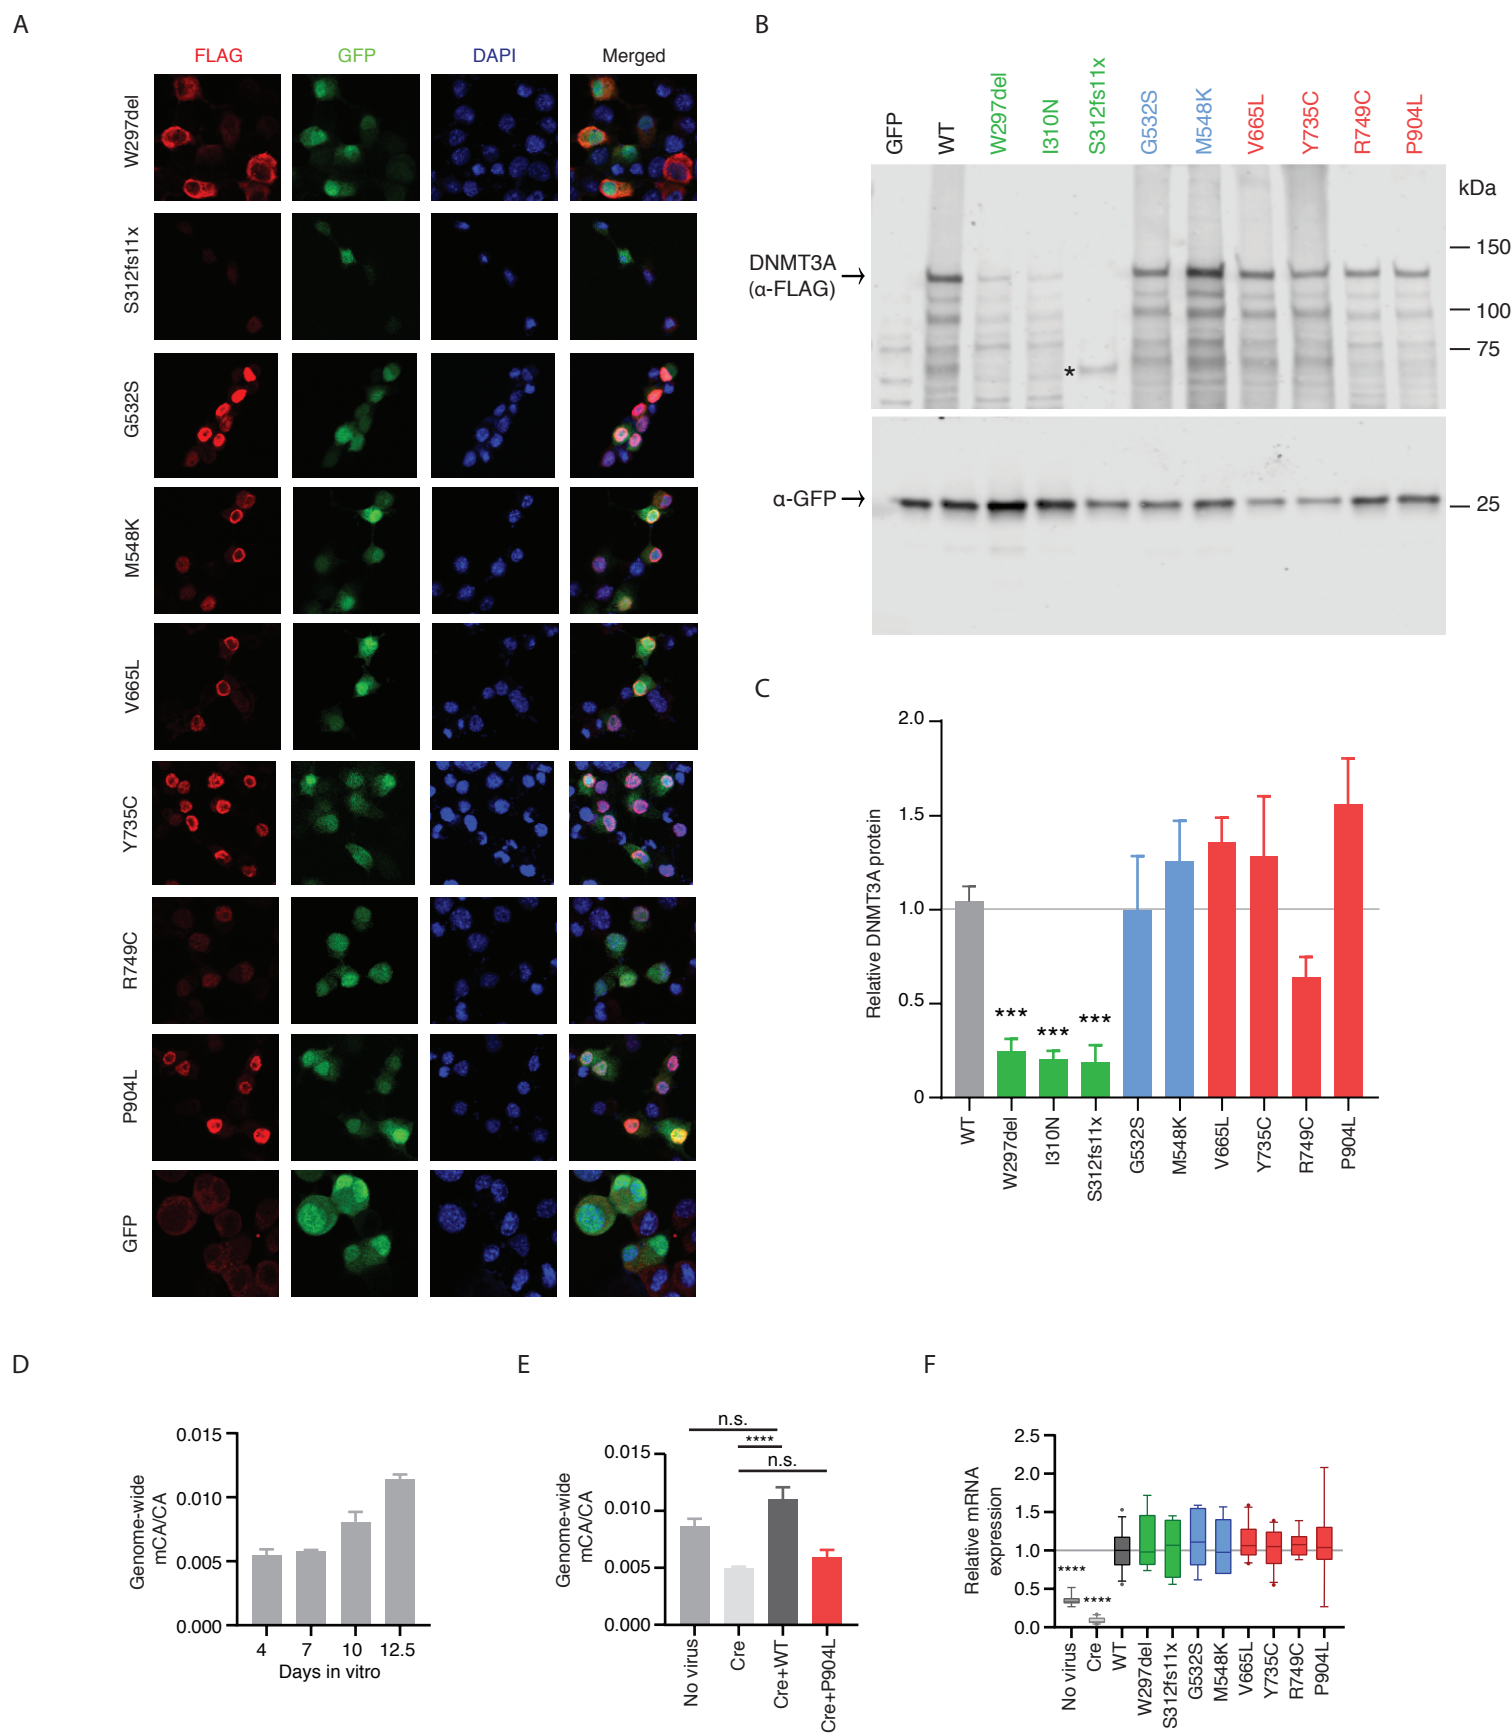 A
FLAG
GFP
DAPI
Merged
W297del
S312fs11x
G532S
M548K
V665L
Y735C
R749C
P904L
GFP
B
GFP
WT
W297del
I310N
S312fs11x
G532S
M548K
V665L
Y735C
R749C
P904L
kDa
150
DNMT3A
(α-FLAG)
100
75
*
α-GFP
25
C
2.0
1.5
1.0
0.5
0
Relative DNMT3A protein
***
***
***
WT
W297del
I310N
S312fs11x
G532S
M548K
V665L
Y735C
R749C
P904L
D
Genome-wide
mCA/CA
0.015
0.010
0.005
0.000
4
7
10
12.5
Days in vitro
E
Genome-wide
mCA/CA
0.015
0.010
0.005
0.000
n.s.
****
n.s.
No virus
Cre
Cre+WT
Cre+P904L
F
Relative mRNA
expression
2.5
2.0
1.5
1.0
0.5
0.0
****
****
No virus
Cre
WT
W297del
S312fs11x
G532S
M548K
V665L
Y735C
R749C
P904L